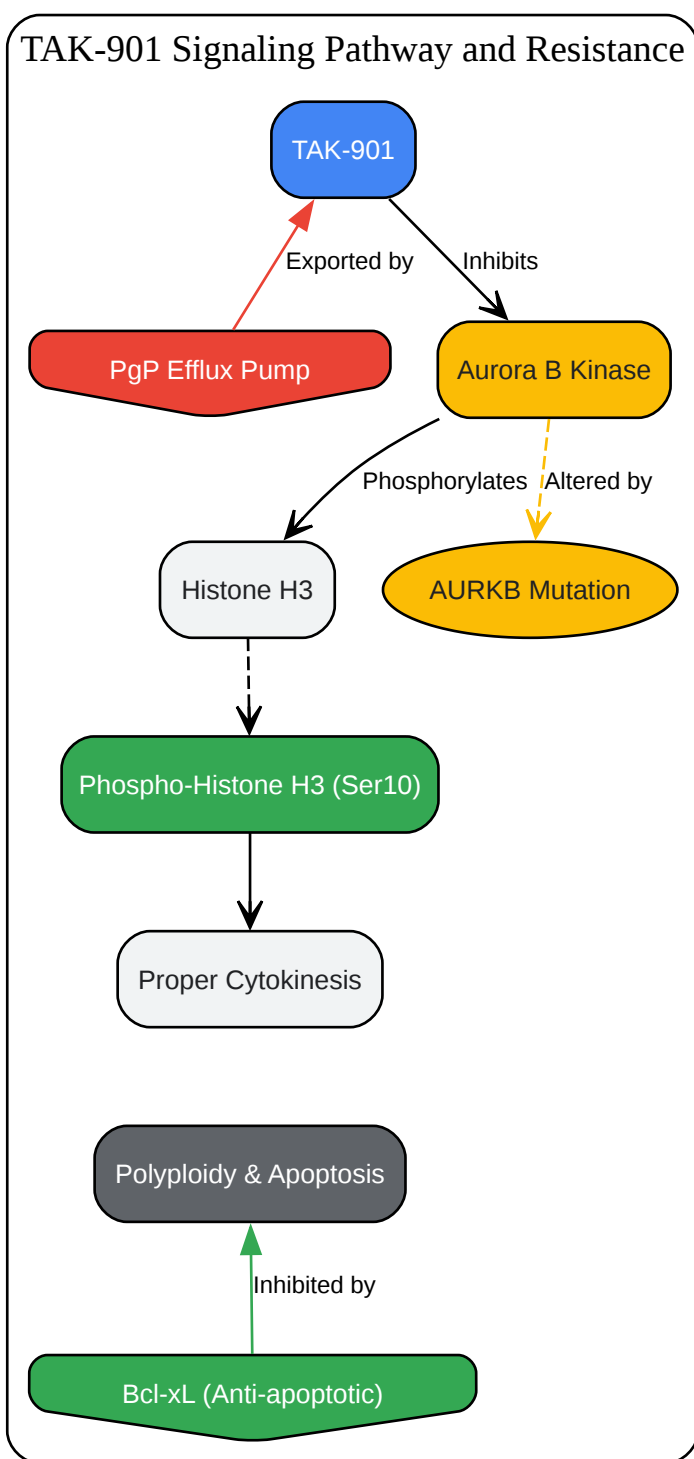 TAK-901 Signaling Pathway and Resistance
TAK-901
Exported by
Inhibits
PgP Efflux Pump
Aurora B Kinase
Phosphorylates
Altered by
Histone H3
AURKB Mutation
Phospho-Histone H3 (Ser10)
Proper Cytokinesis
Polyploidy & Apoptosis
Inhibited by
Bcl-xL (Anti-apoptotic)